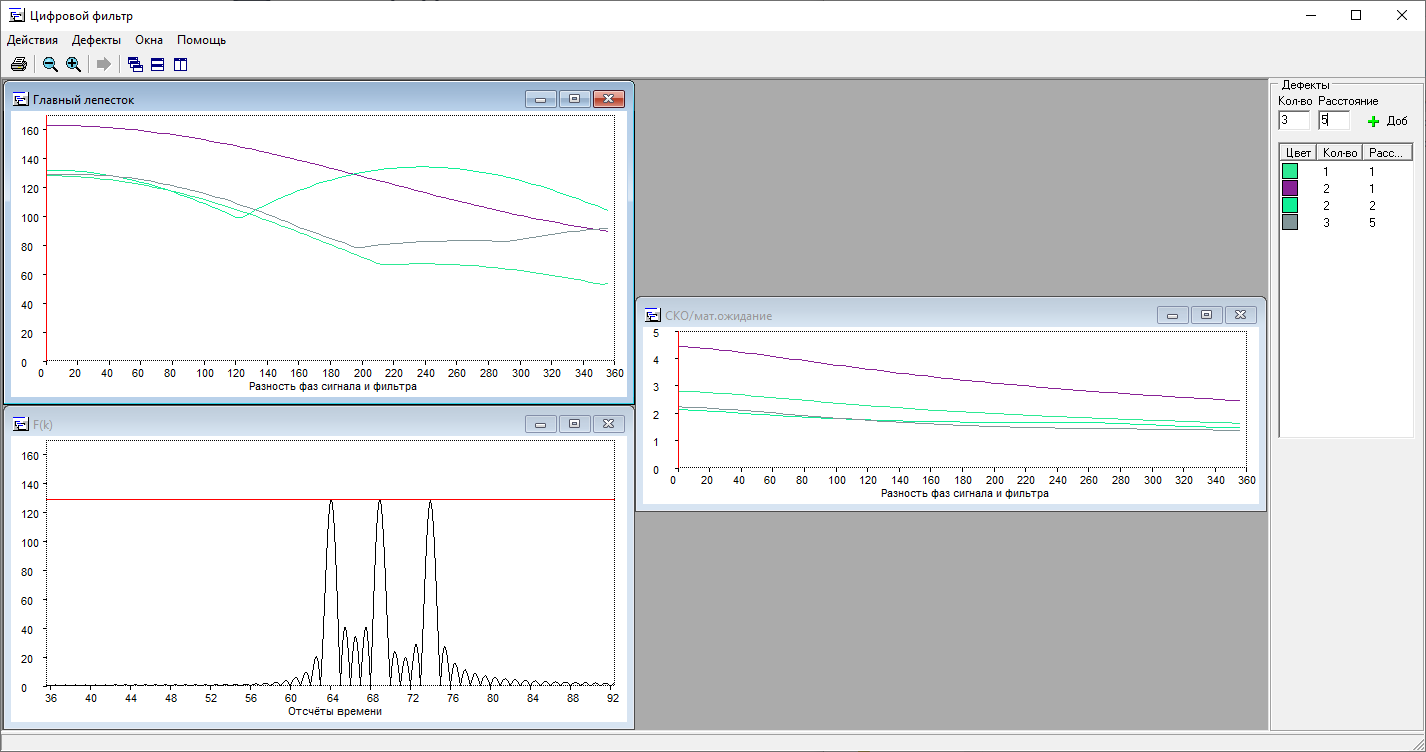 Цифровой фильтр
Действия Дефекты Окна Помощь
Главный лепесток
160
140
120
100
80
60
40
20
0
0 20 40 60 80 100 120 140 160 180 200 220 240 260 280 300 320 340 360
Разность фаз сигнала и фильтра
F(k)
160
140
120
100
80
60
40
20
0
36 40 44 48 52 56 60 64 68 72 76 80 84 88 92
Отсчёты времени
СКО/мат.ожидание
5
4
3
2
1
0
0 20 40 60 80 100 120 140 160 180 200 220 240 260 280 300 320 340 360
Разность фаз сигнала и фильтра
Дефекты
Кол-во Расстояние
3 5 Доб
Цвет Кол-во Расс...
1 1
2 1
2 2
3 5